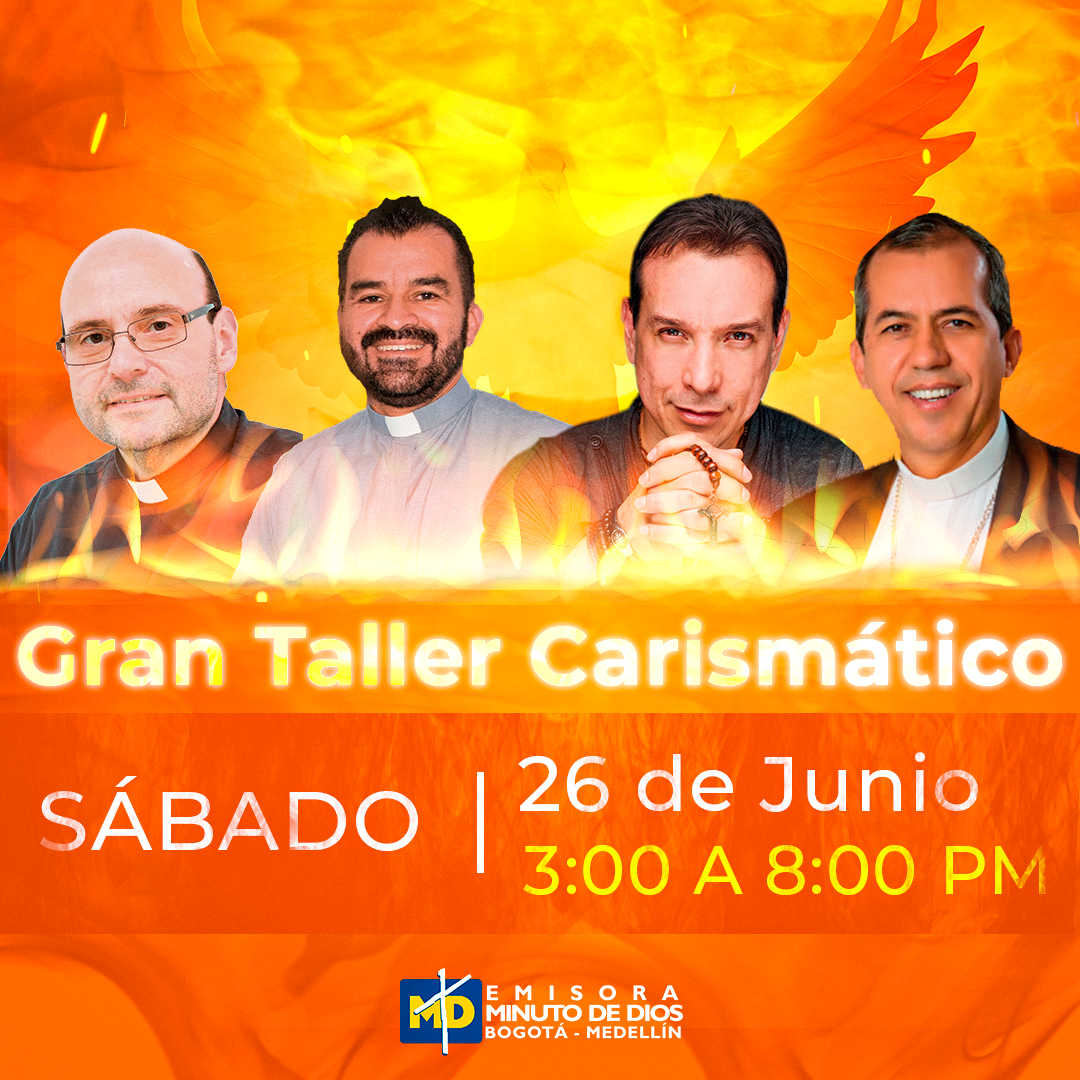 Gran Taller Carismático
SÁBADO
26 de Junio
3:00 A 8:00 PM
MD
EMISORA
MINUTO DE DIOS
BOGOTÁ - MEDELLÍN